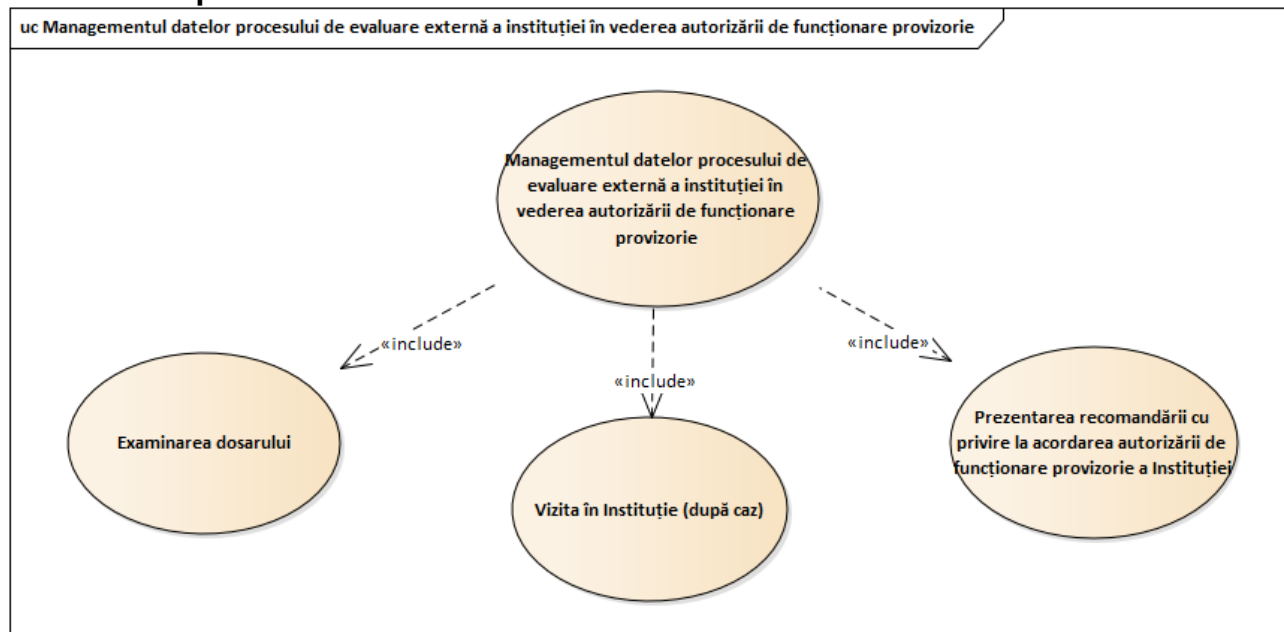 uc Managementul datelor procesului de evaluare externă a instituției în vederea autorizării de funcționare provizorie
Managementul datelor procesului de
evaluare externă a instituției în
vederea autorizării de funcționare
provizorie
«include»
«include»
«include»
Examinarea dosarului
Vizita în Instituție (după caz)
Prezentarea recomandării cu
privire la acordarea autorizării de
funcționare provizorie a Instituției